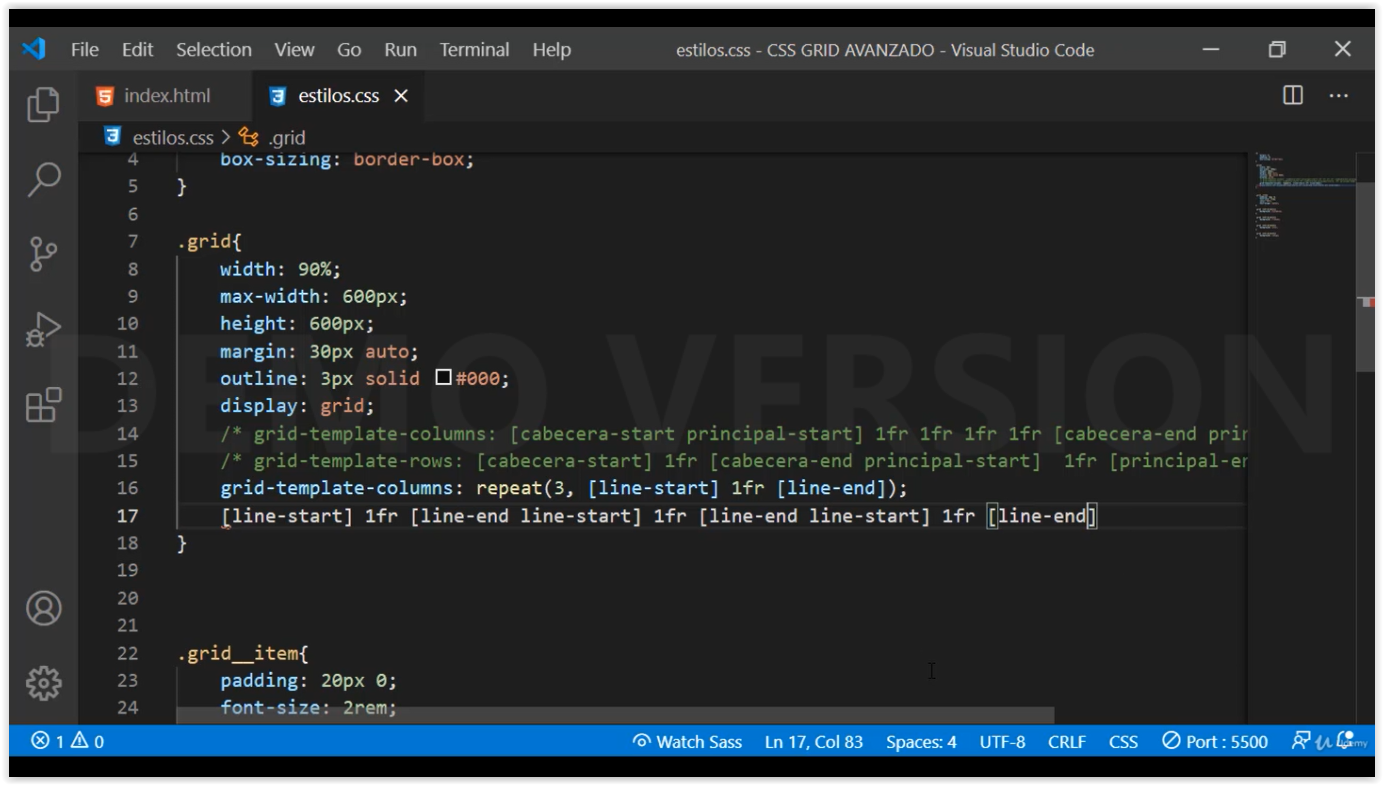 File Edit Selection View Go Run Terminal Help estilos.css - CSS GRID AVANZADO - Visual Studio Code
index.html estilos.css
estilos.css > .grid
4 box-sizing: border-box;
5 }
6
7 .grid{
8 width: 90%;
9 max-width: 600px;
10 height: 600px;
11 margin: 30px auto;
12 outline: 3px solid #000;
13 display: grid;
14 /* grid-template-columns: [cabecera-start principal-start] 1fr 1fr 1fr 1fr [cabecera-end prin
15 /* grid-template-rows: [cabecera-start] 1fr [cabecera-end principal-start]  1fr [principal-en
16 grid-template-columns: repeat(3, [line-start] 1fr [line-end]);
17 [line-start] 1fr [line-end line-start] 1fr [line-end line-start] 1fr [line-end]
18 }
19
20
21
22 .grid__item{
23 padding: 20px 0;
24 font-size: 2rem;
DEMO VERSION
1 0 Watch Sass Ln 17, Col 83 Spaces: 4 UTF-8 CRLF CSS Port : 5500